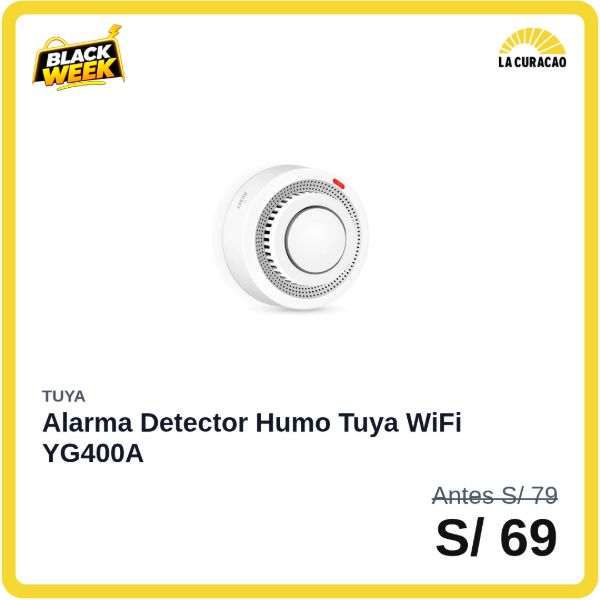 BLACK
WEEK
LA CURACAO
TUYA
Alarma Detector Humo Tuya WiFi
YG400A
Antes S/ 79
S/ 69